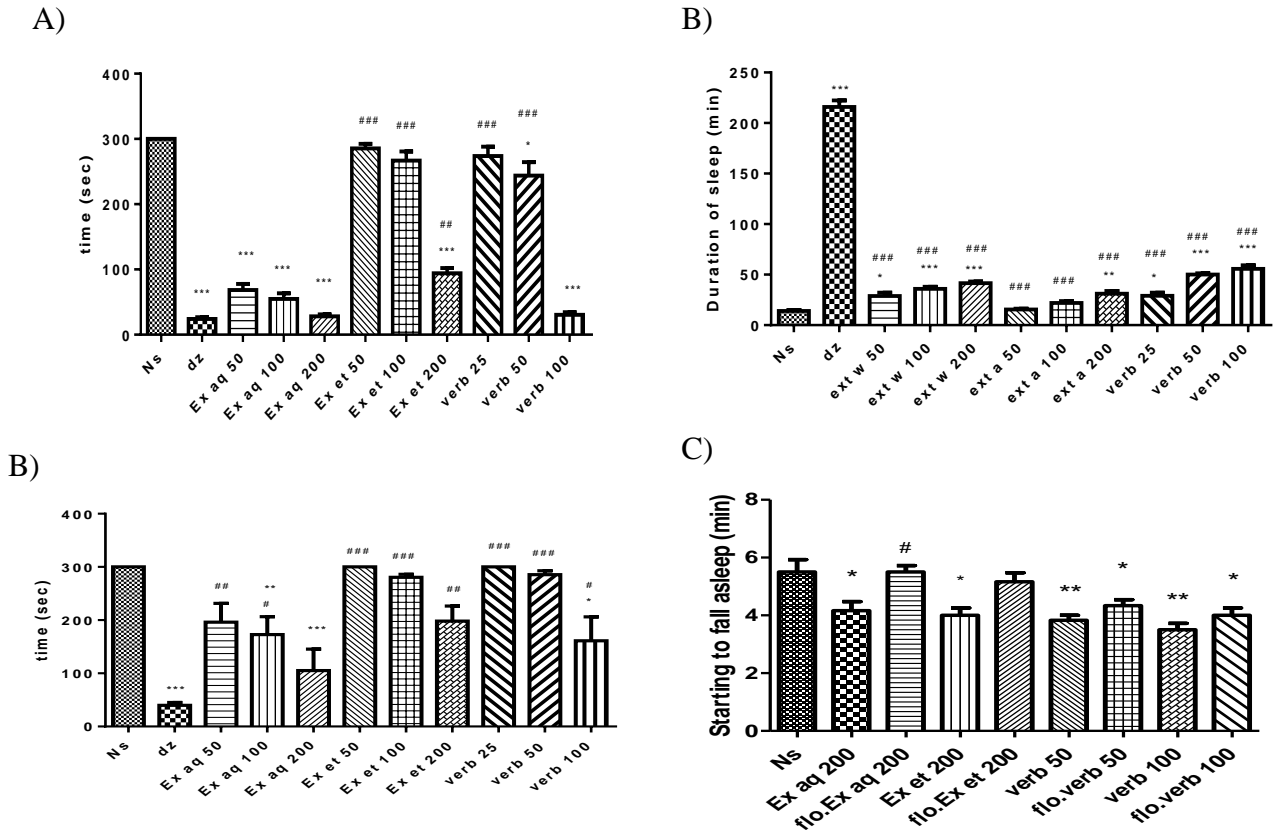 A)
400
300
200
100
0
time (sec)
***
***
***
***
###
###
##
***
###
###
*
***
Ns
dz
Ex aq 50
Ex aq 100
Ex aq 200
Ex et 50
Ex et 100
Ex et 200
verb 25
verb 50
verb 100
B)
250
200
150
100
50
0
Duration of sleep (min)
***
###
*
###
***
###
***
###
###
###
**
###
*
###
***
###
***
Ns
dz
ext w 50
ext w 100
ext w 200
ext a 50
ext a 100
ext a 200
verb 25
verb 50
verb 100
B)
400
300
200
100
0
time (sec)
***
##
**
#
***
###
###
##
###
###
#
*
Ns
dz
Ex aq 50
Ex aq 100
Ex aq 200
Ex et 50
Ex et 100
Ex et 200
verb 25
verb 50
verb 100
C)
8
6
4
2
0
Starting to fall asleep (min)
*
#
*
**
*
**
*
Ns
Ex aq 200
flo.Ex aq 200
Ex et 200
flo.Ex et 200
verb 50
flo.verb 50
verb 100
flo.verb 100